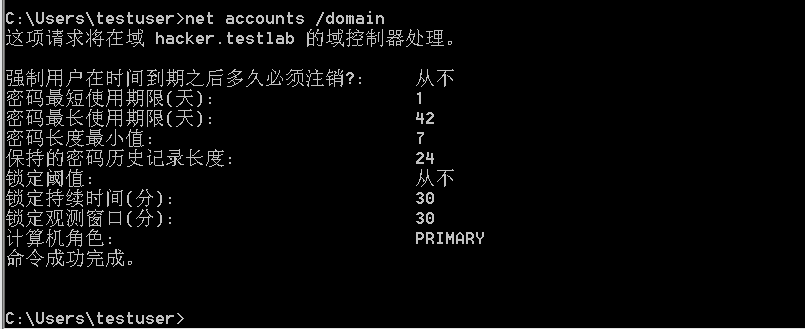 C:\Users\testuser>net accounts /domain
这项请求将在域 hacker.testlab 的域控制器处理。
强制用户在时间到期之后多久必须注销?: 从不
密码最短使用期限(天): 1
密码最长使用期限(天): 42
密码长度最小值: 7
保持的密码历史记录长度: 24
锁定阈值: 从不
锁定持续时间(分): 30
锁定观测窗口(分): 30
计算机角色: PRIMARY
命令成功完成。
C:\Users\testuser>